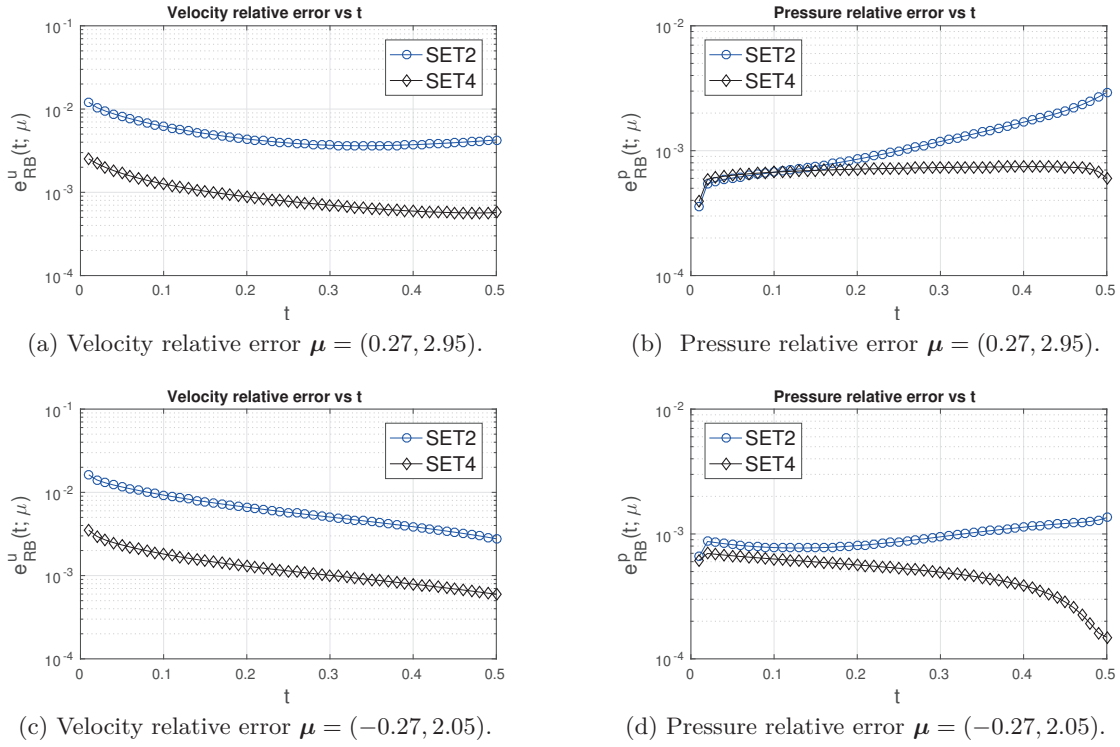 Velocity relative error vs t
10^-1
10^-2
10^-3
10^-4
e^u_RB(t; μ)
SET2
SET4
0 0.1 0.2 0.3 0.4 0.5
t
(a) Velocity relative error μ = (0.27, 2.95).
Pressure relative error vs t
10^-2
10^-3
10^-4
e^p_RB(t; μ)
SET2
SET4
0 0.1 0.2 0.3 0.4 0.5
t
(b) Pressure relative error μ = (0.27, 2.95).
Velocity relative error vs t
10^-1
10^-2
10^-3
10^-4
e^u_RB(t; μ)
SET2
SET4
0 0.1 0.2 0.3 0.4 0.5
t
(c) Velocity relative error μ = (−0.27, 2.05).
Pressure relative error vs t
10^-2
10^-3
10^-4
e^p_RB(t; μ)
SET2
SET4
0 0.1 0.2 0.3 0.4 0.5
t
(d) Pressure relative error μ = (−0.27, 2.05).